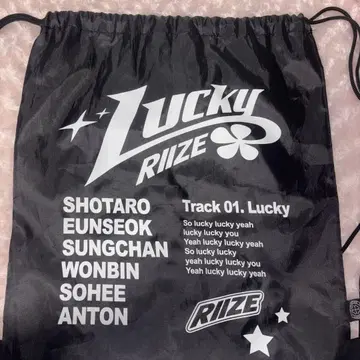 Lucky
RIIZE
SHOTARO
EUNSEOK
SUNGCHAN
WONBIN
SOHEE
ANTON
Track 01. Lucky
So lucky lucky yeah
lucky lucky you
Yeah lucky lucky yeah
So lucky lucky
yeah lucky lucky you
Yeah lucky lucky yeah
RIIZE